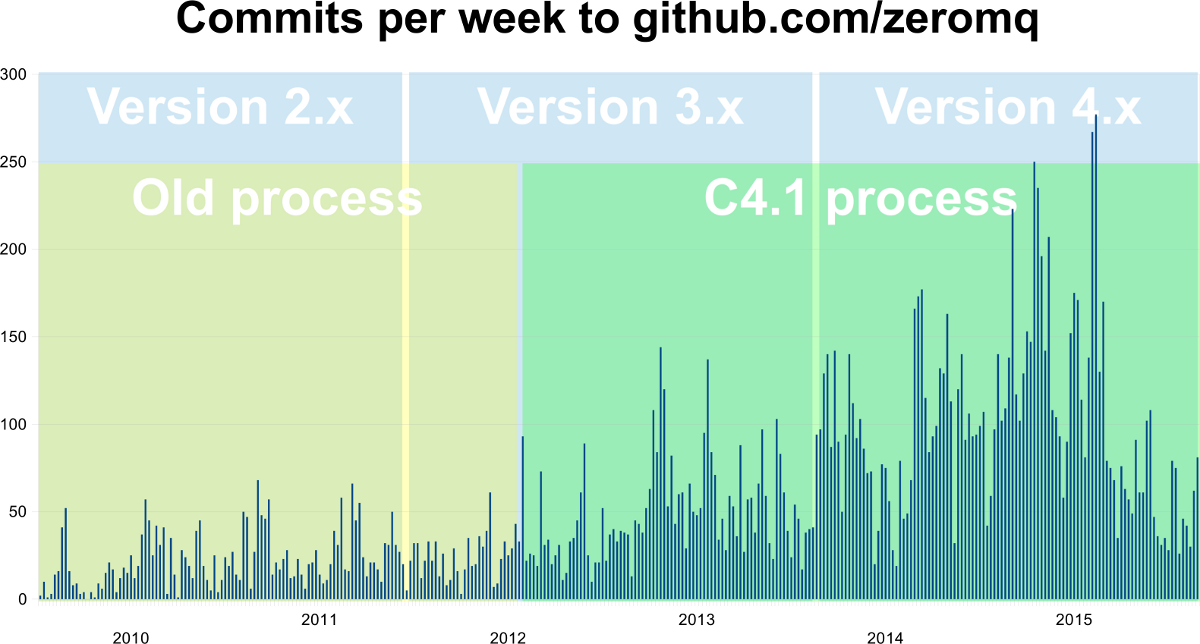 Commits per week to github.com/zeromq
300
Version 2.x
Version 3.x
Version 4.x
250
Old process
C4.1 process
200
150
100
50
0
2010
2011
2012
2013
2014
2015